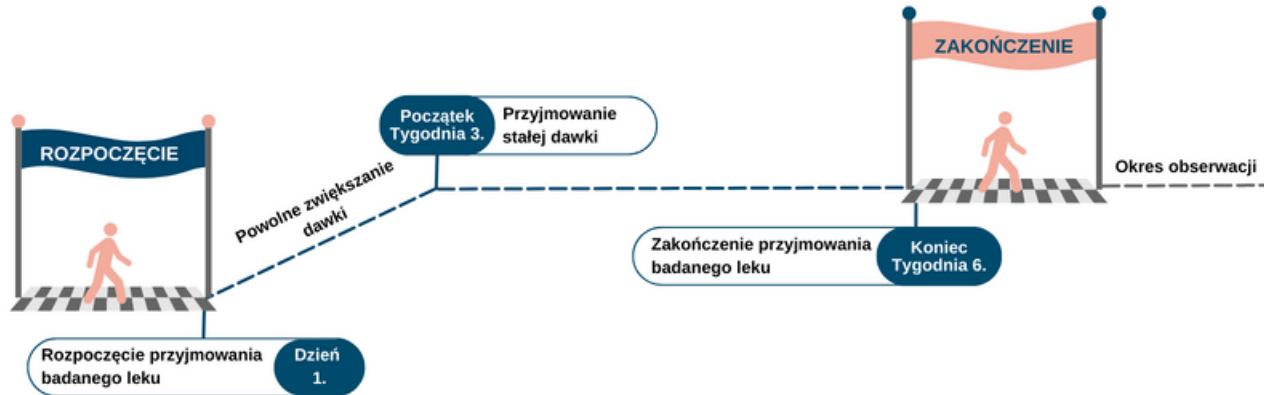 ROZPOCZĘCIE
Rozpoczęcie przyjmowania
badanego leku
Dzień
1.
Powolne zwiększanie
dawki
Początek
Tygodnia 3.
Przyjmowanie
stałej dawki
Zakończenie przyjmowania
badanego leku
Koniec
Tygodnia 6.
ZAKOŃCZENIE
Okres obserwacji